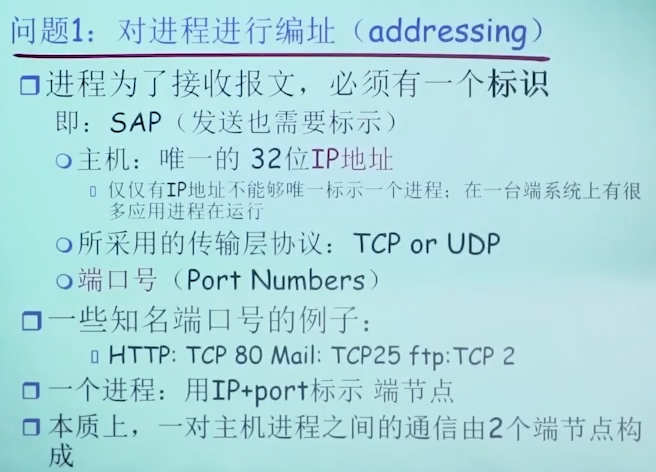 问题1：对进程进行编址（addressing）
进程为了接收报文，必须有一个标识
即：SAP（发送也需要标示）
主机：唯一的 32位IP地址
仅仅有IP地址不能够唯一标示一个进程；在一台端系统上有很
多应用进程在运行
所采用的传输层协议：TCP or UDP
端口号（Port Numbers）
一些知名端口号的例子：
HTTP: TCP 80 Mail: TCP25 ftp:TCP 2
一个进程：用IP+port标示 端节点
本质上，一对主机进程之间的通信由2个端节点构
成